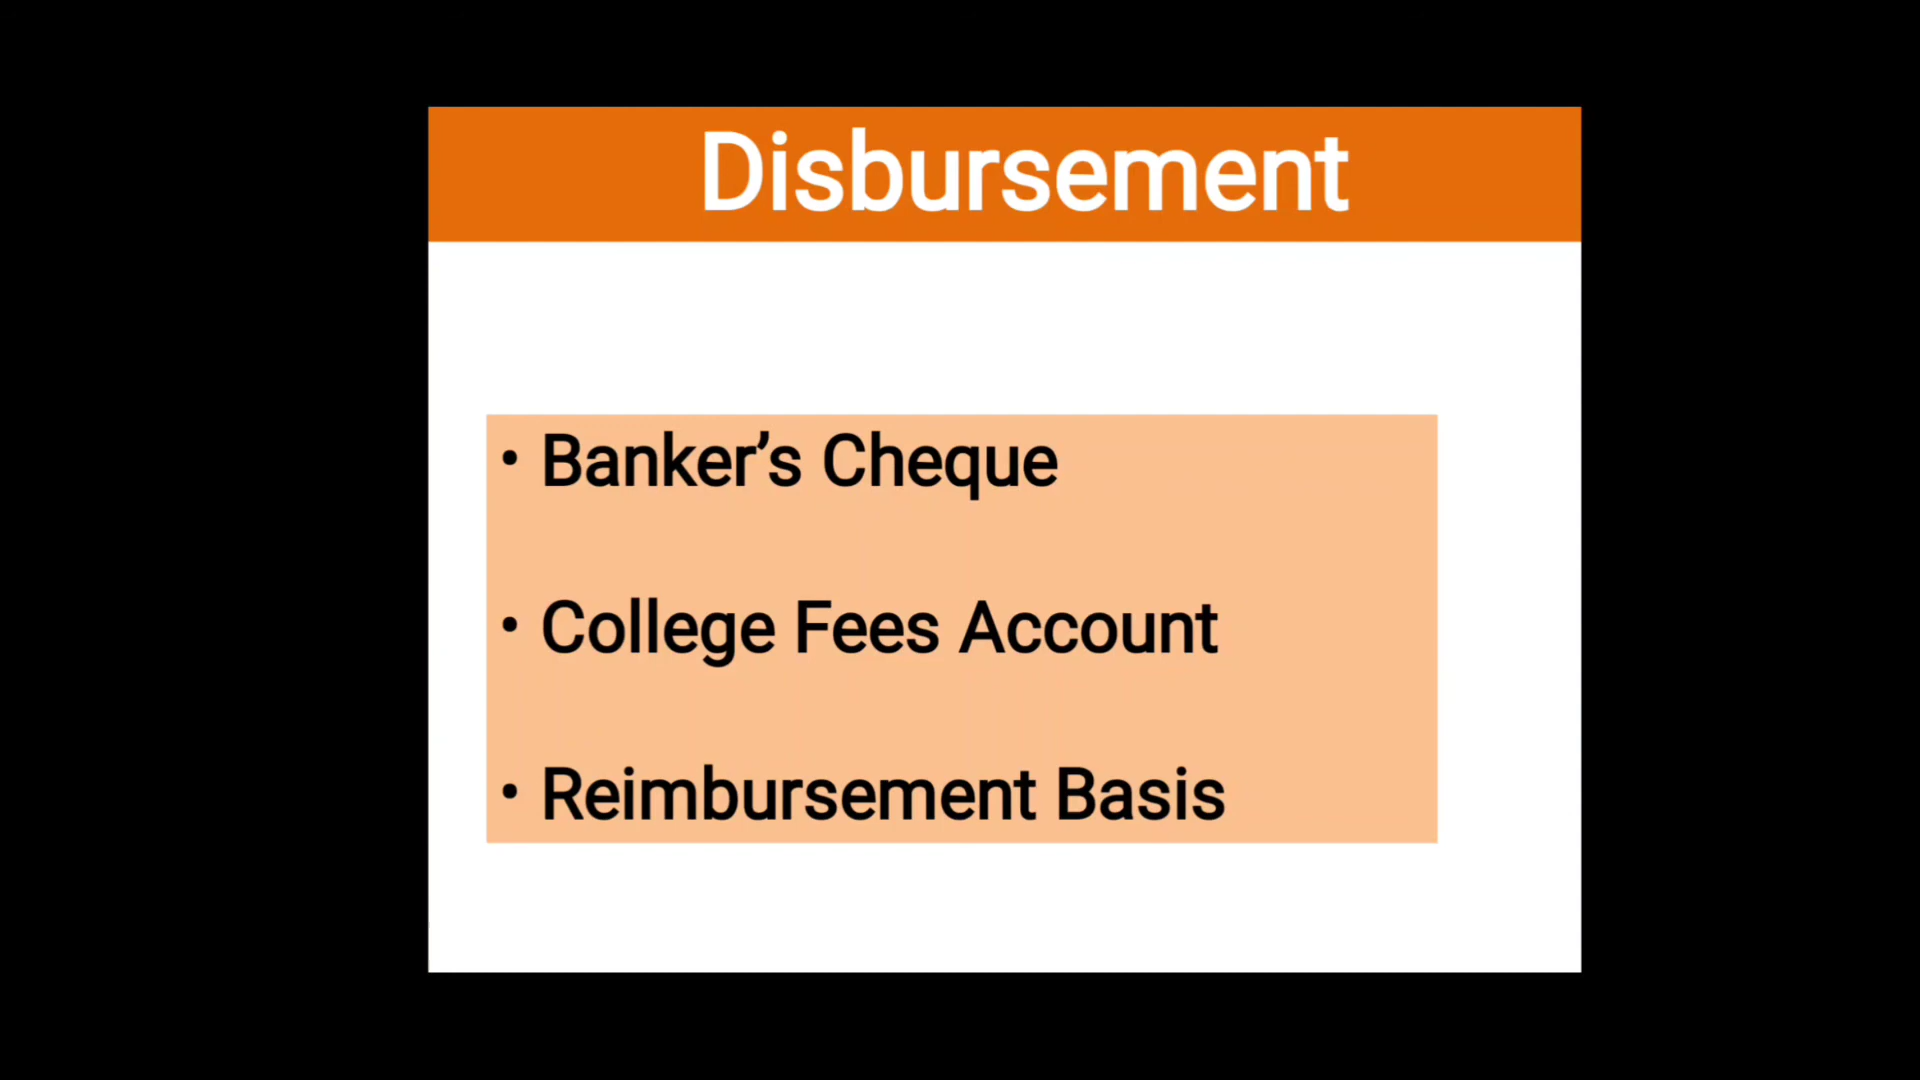 Disbursement
• Banker’s Cheque
• College Fees Account
• Reimbursement Basis